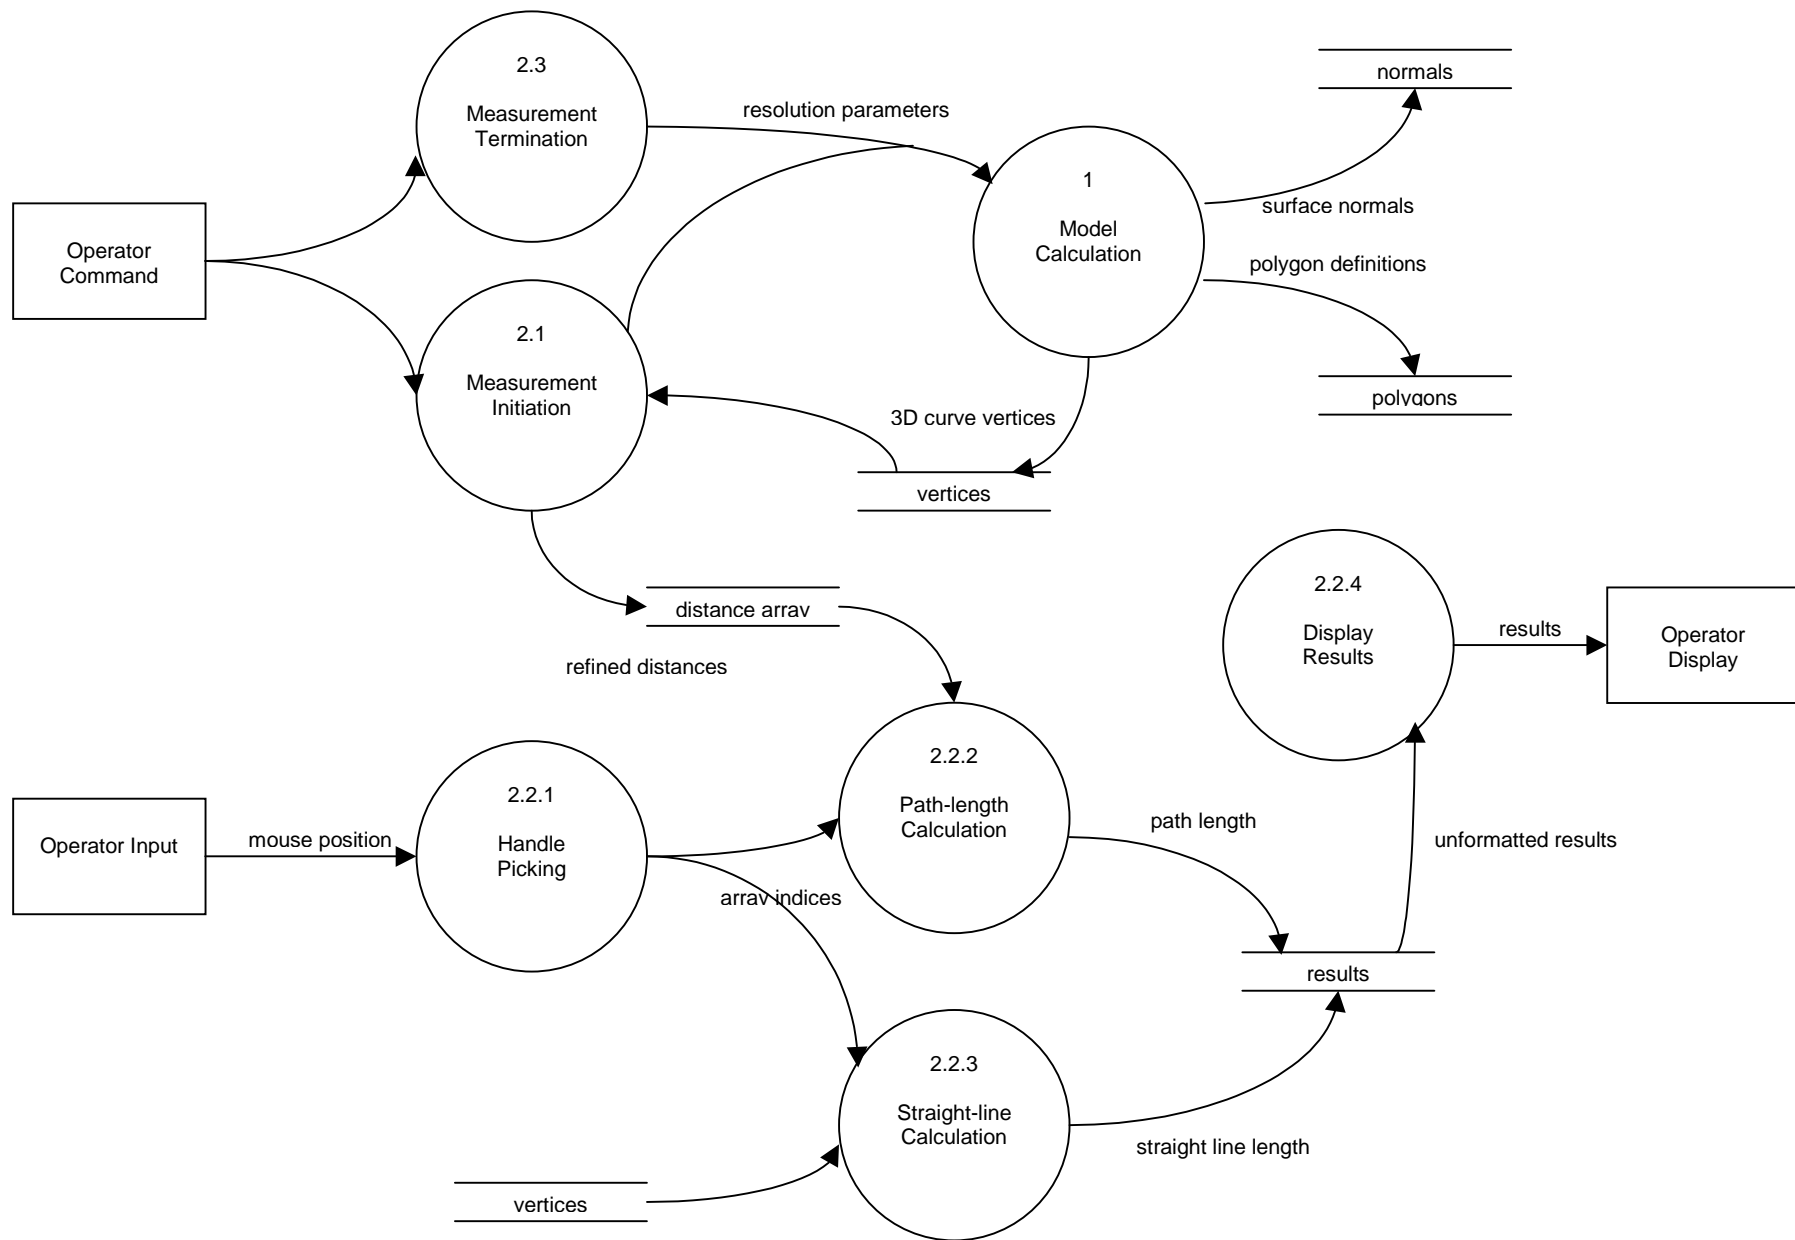 2.3
Measurement
Termination
resolution parameters
normals
1
Model
Calculation
surface normals
polygon definitions
Operator
Command
2.1
Measurement
Initiation
3D curve vertices
polygons
vertices
distance array
refined distances
2.2.4
Display
Results
results
Operator
Display
2.2.2
Path-length
Calculation
2.2.1
Handle
Picking
Operator Input
mouse position
path length
unformatted results
array indices
results
2.2.3
Straight-line
Calculation
straight line length
vertices